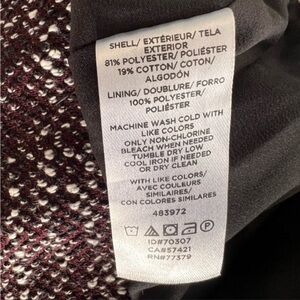 SHELL/ EXTÉRIEUR/ TELA
EXTERIOR
81% POLYESTER/ POLIÉSTER
19% COTTON/ COTON/
ALGODÓN
LINING/ DOUBLURE/ FORRO
100% POLYESTER/
POLIÉSTER
MACHINE WASH COLD WITH
LIKE COLORS
ONLY NON-CHLORINE
BLEACH WHEN NEEDED
TUMBLE DRY LOW
COOL IRON IF NEEDED
OR DRY CLEAN
WITH LIKE COLORS/
AVEC COULEURS
SIMILAIRES/
CON COLORES SIMILARES
483972
ID#70307
CA#57421
RN#77379